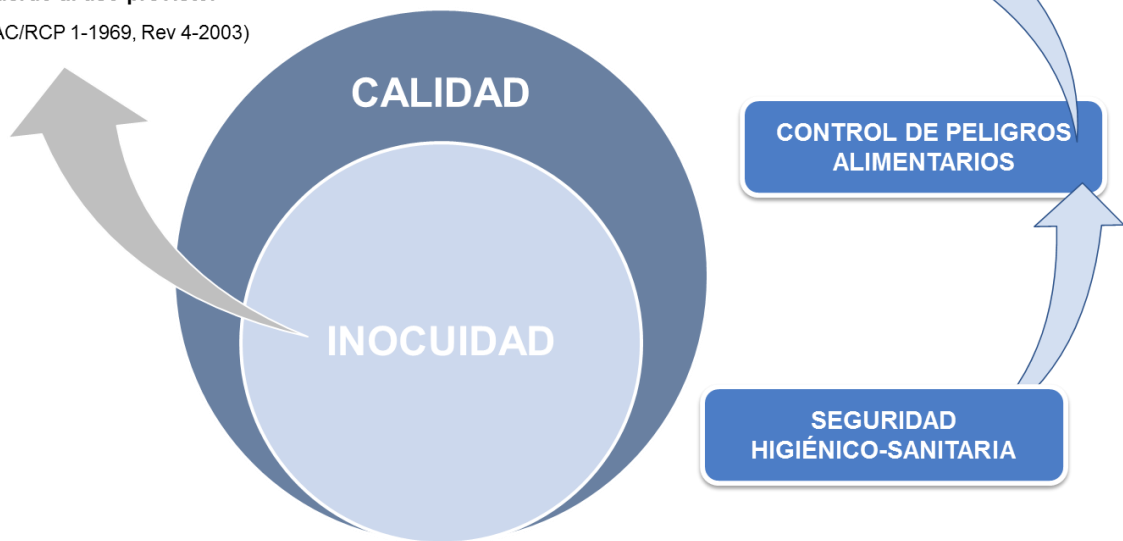 AC/RCP 1-1969, Rev 4-2003)
CALIDAD
INOCUIDAD
CONTROL DE PELIGROS
ALIMENTARIOS
SEGURIDAD
HIGIÉNICO-SANITARIA